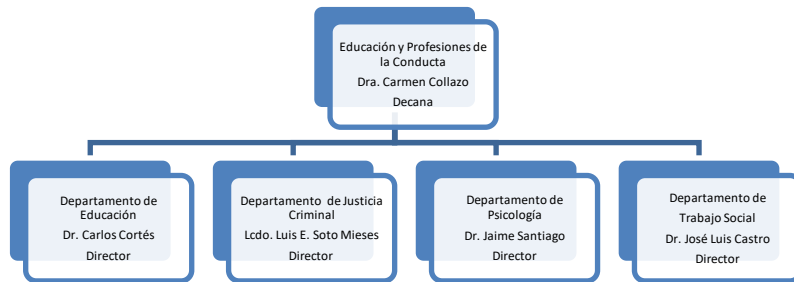 Educación y Profesiones de
la Conducta
Dra. Carmen Collazo
Decana
Departamento de
Educación
Dr. Carlos Cortés
Director
Departamento de Justicia
Criminal
Lcdo. Luis E. Soto Mieses
Director
Departamento de
Psicología
Dr. Jaime Santiago
Director
Departamento de
Trabajo Social
Dr. José Luis Castro
Director